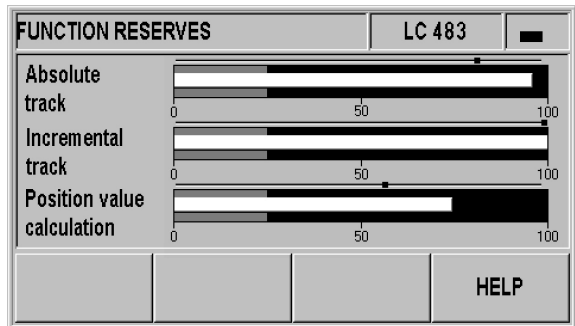 FUNCTION RESERVES LC 483
Absolute
track
0 50 100
Incremental
track
0 50 100
Position value
calculation
0 50 100
HELP